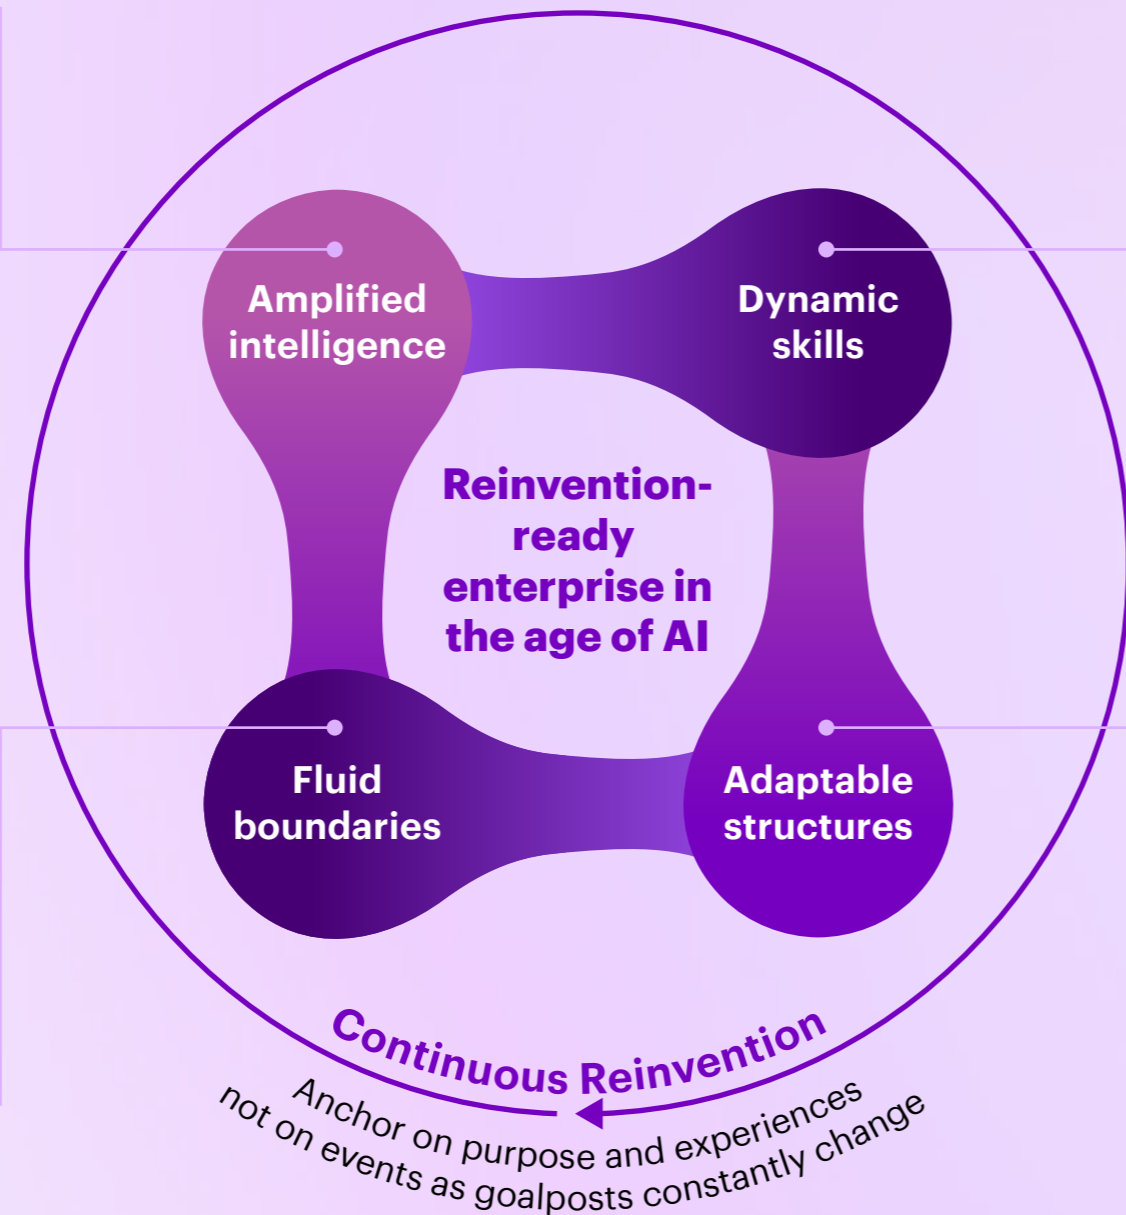 Amplified
intelligence
Dynamic
skills
Reinvention-
ready
enterprise in
the age of AI
Fluid
boundaries
Adaptable
structures
Continuous Reinvention
Anchor on purpose and experiences
not on events as goalposts constantly change